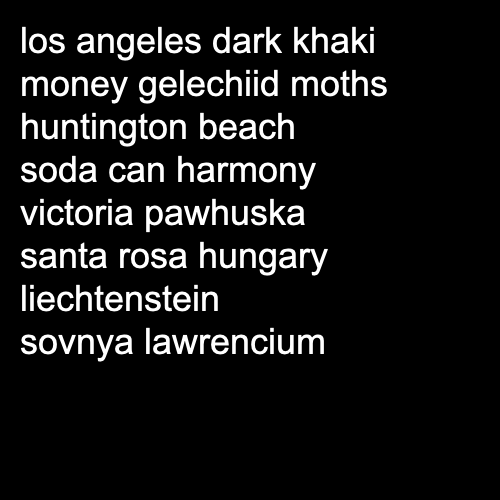 los angeles dark khaki
money gelechiid moths
huntington beach
soda can harmony
victoria pawhuska
santa rosa hungary
liechtenstein
sovnya lawrencium